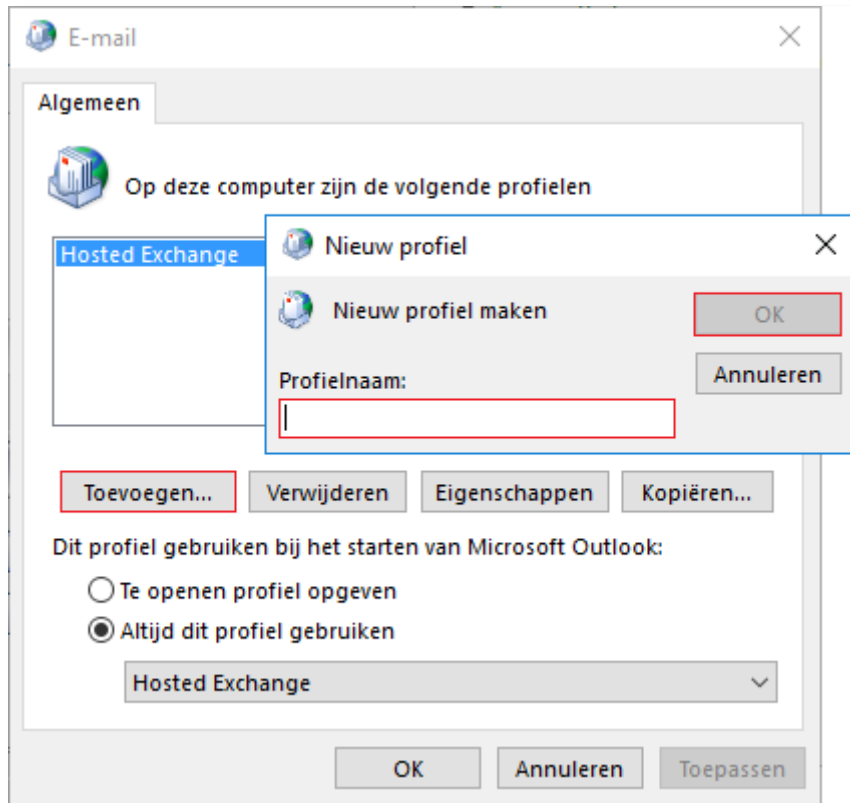 E-mail
Algemeen
Op deze computer zijn de volgende profielen
Hosted Exchange
Nieuw profiel
Nieuw profiel maken
OK
Annuleren
Profielnaam:
Toevoegen... Verwijderen Eigenschappen Kopiëren...
Dit profiel gebruiken bij het starten van Microsoft Outlook:
Te openen profiel opgeven
Altijd dit profiel gebruiken
Hosted Exchange
OK Annuleren Toepassen